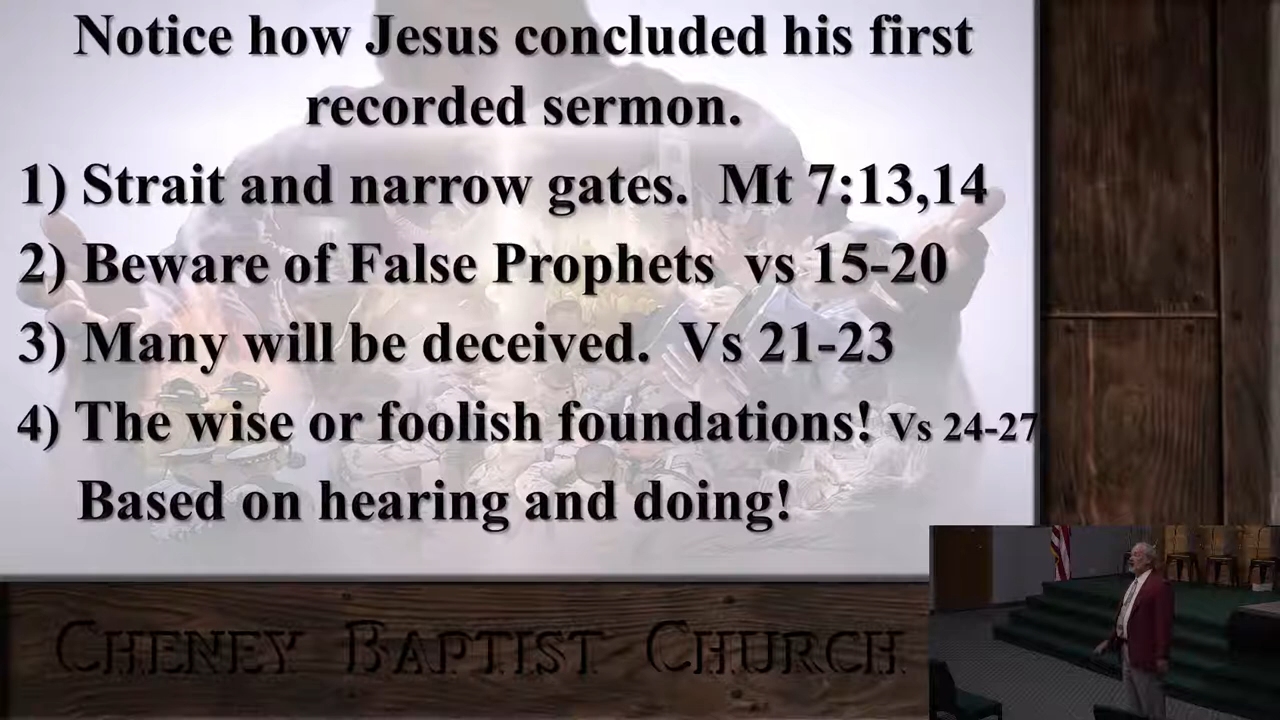 Notice how Jesus concluded his first
recorded sermon.
1) Strait and narrow gates. Mt 7:13,14
2) Beware of False Prophets vs 15-20
3) Many will be deceived. Vs 21-23
4) The wise or foolish foundations! Vs 24-27
Based on hearing and doing!
CHENEY BAPTIST CHURCH